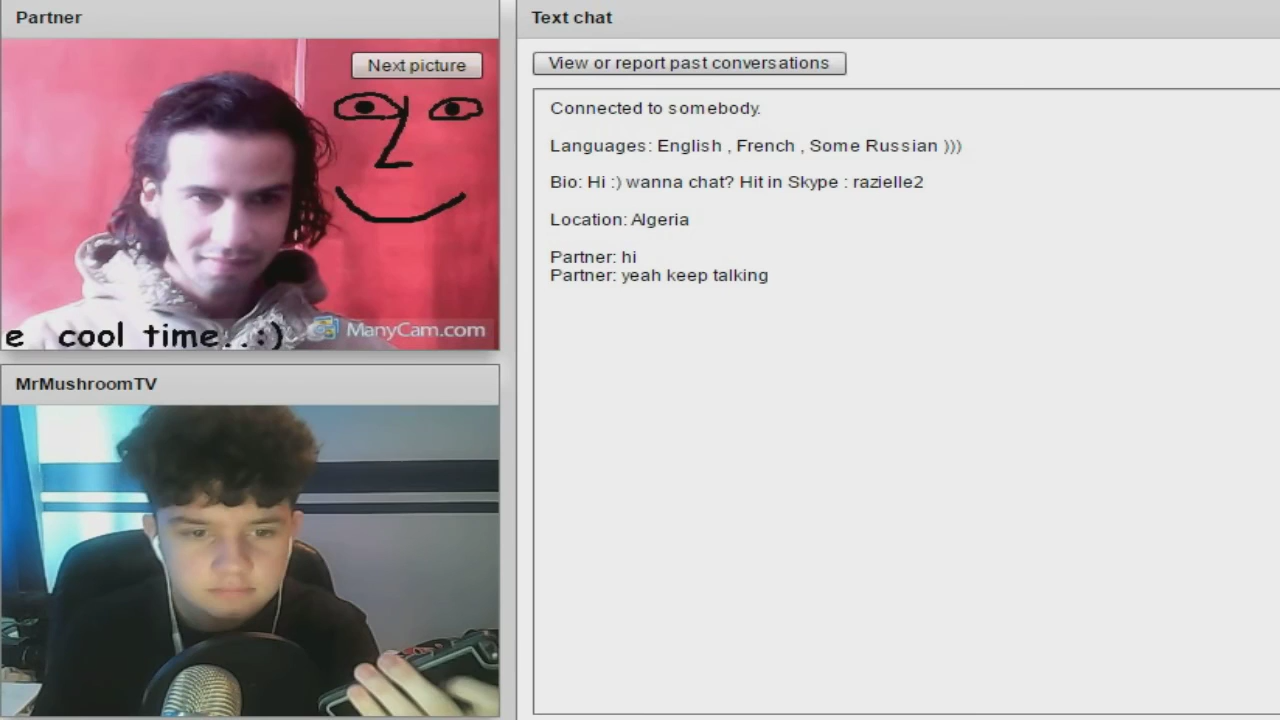 Partner
Next picture
e cool time..:)
ManyCam.com
MrMushroomTV
Text chat
View or report past conversations
Connected to somebody.
Languages: English , French , Some Russian )))
Bio: Hi :) wanna chat? Hit in Skype : razielle2
Location: Algeria
Partner: hi
Partner: yeah keep talking